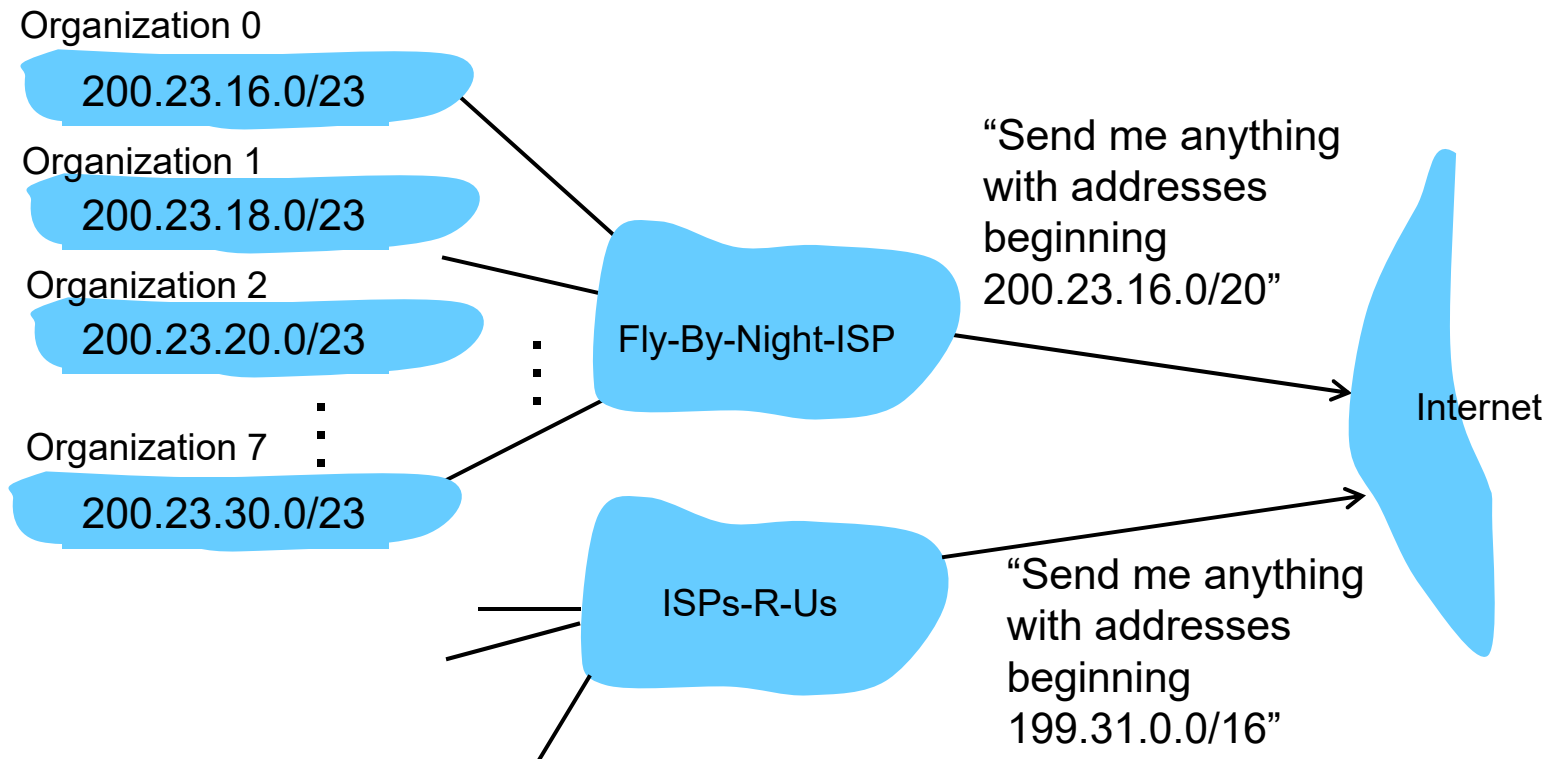 Organization 0
200.23.16.0/23
Organization 1
200.23.18.0/23
Organization 2
200.23.20.0/23
Organization 7
200.23.30.0/23
Fly-By-Night-ISP
“Send me anything
with addresses
beginning
200.23.16.0/20”
Internet
ISPs-R-Us
“Send me anything
with addresses
beginning
199.31.0.0/16”